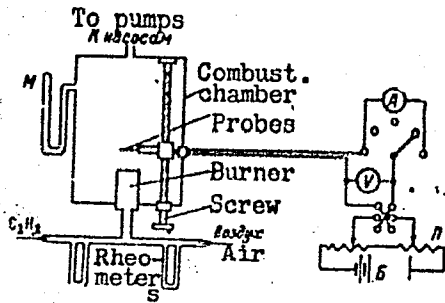 To pumps
К насосам
M
Combust.
chamber
Probes
Burner
Screw
C₂H₂
воздух
Air
Rheo-
meter
s
A
V
П
Б